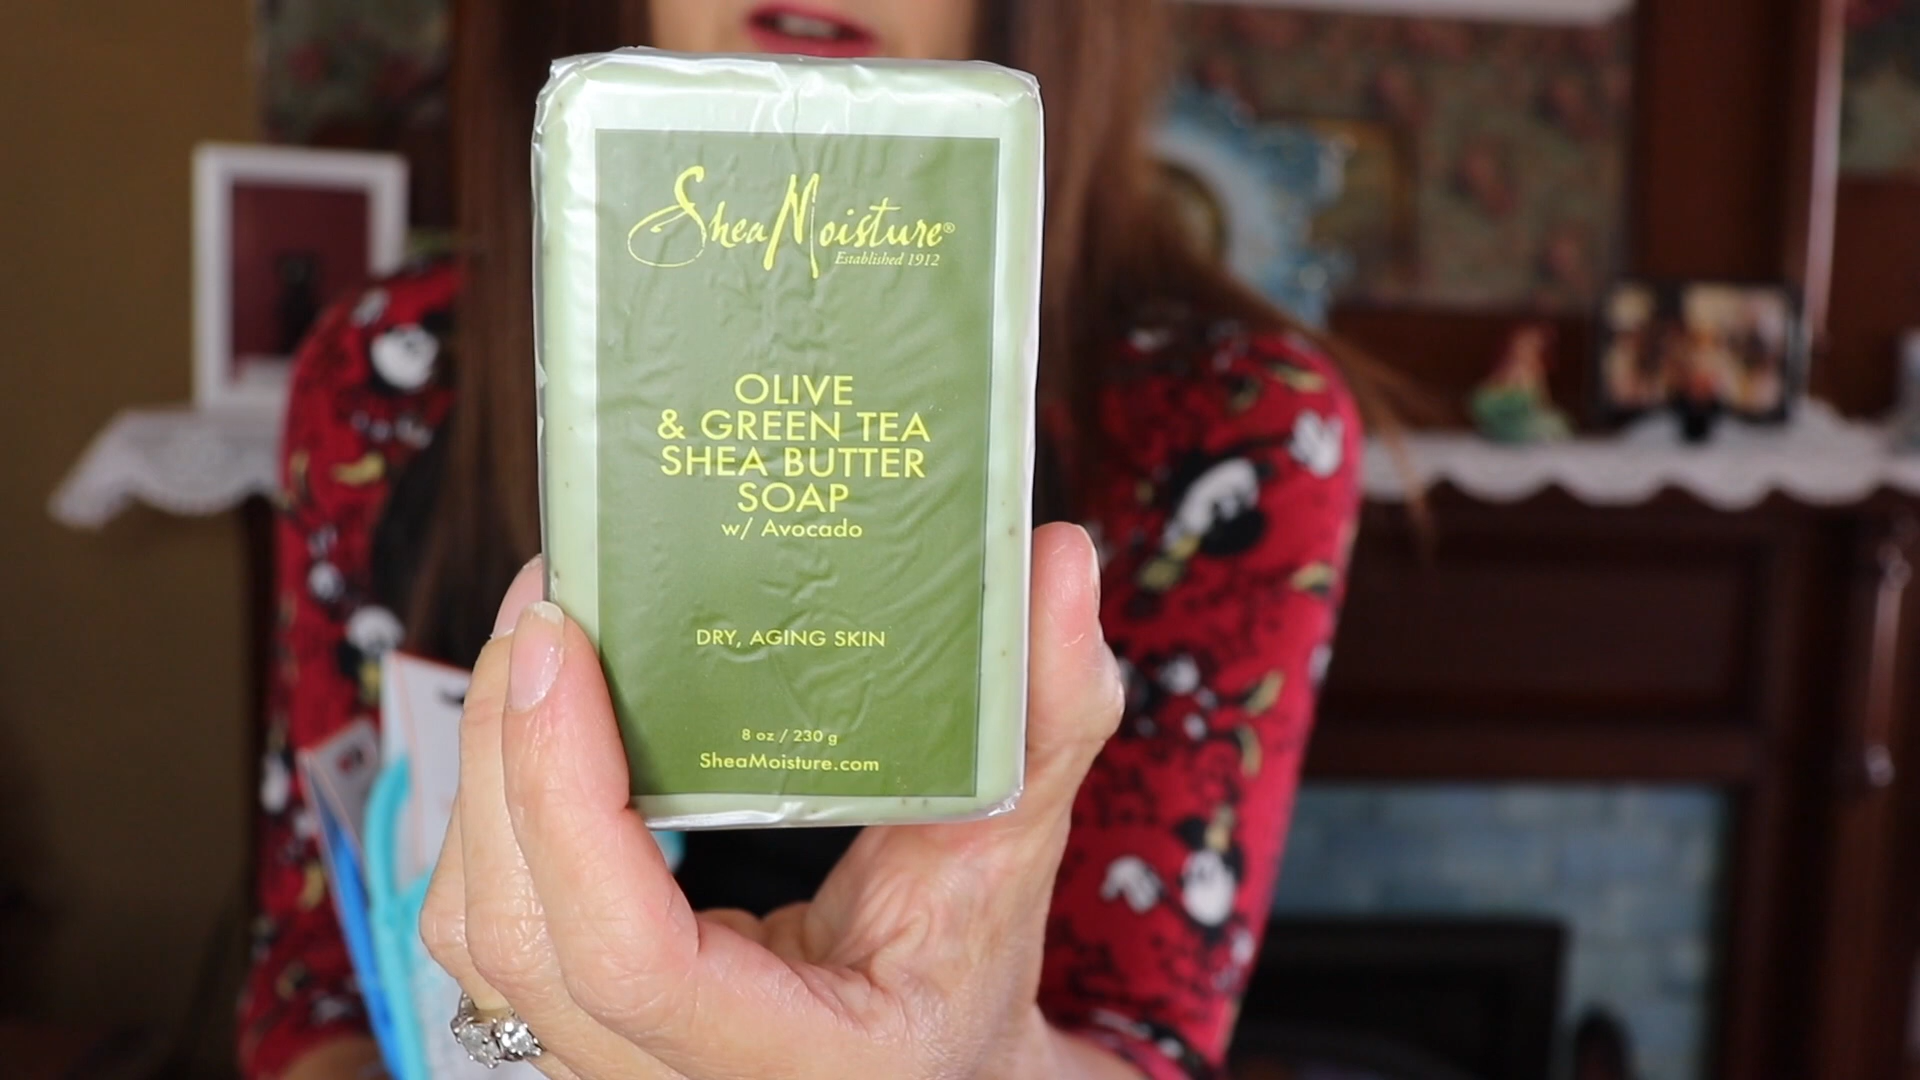 SheaMoisture®
Established 1912
OLIVE
& GREEN TEA
SHEA BUTTER
SOAP
w/ Avocado
DRY, AGING SKIN
8 oz / 230 g
SheaMoisture.com